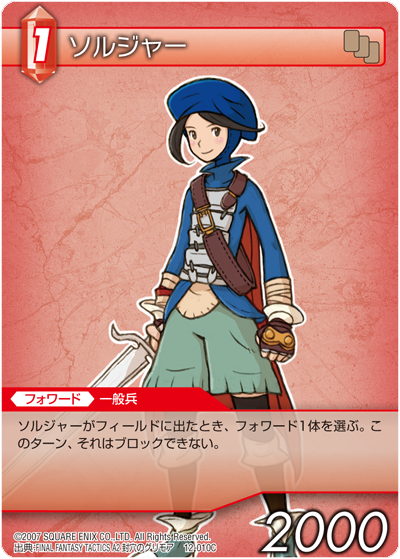 1
ソルジャー
フォワード 一般兵
ソルジャーがフィールドに出たとき、フォワード1体を選ぶ。こ
のターン、それはブロックできない。
©2007 SQUARE ENIX CO.,LTD. All Rights Reserved.
出典:FINAL FANTASY TACTICS A2 封穴のグリモア 12-010C
2000